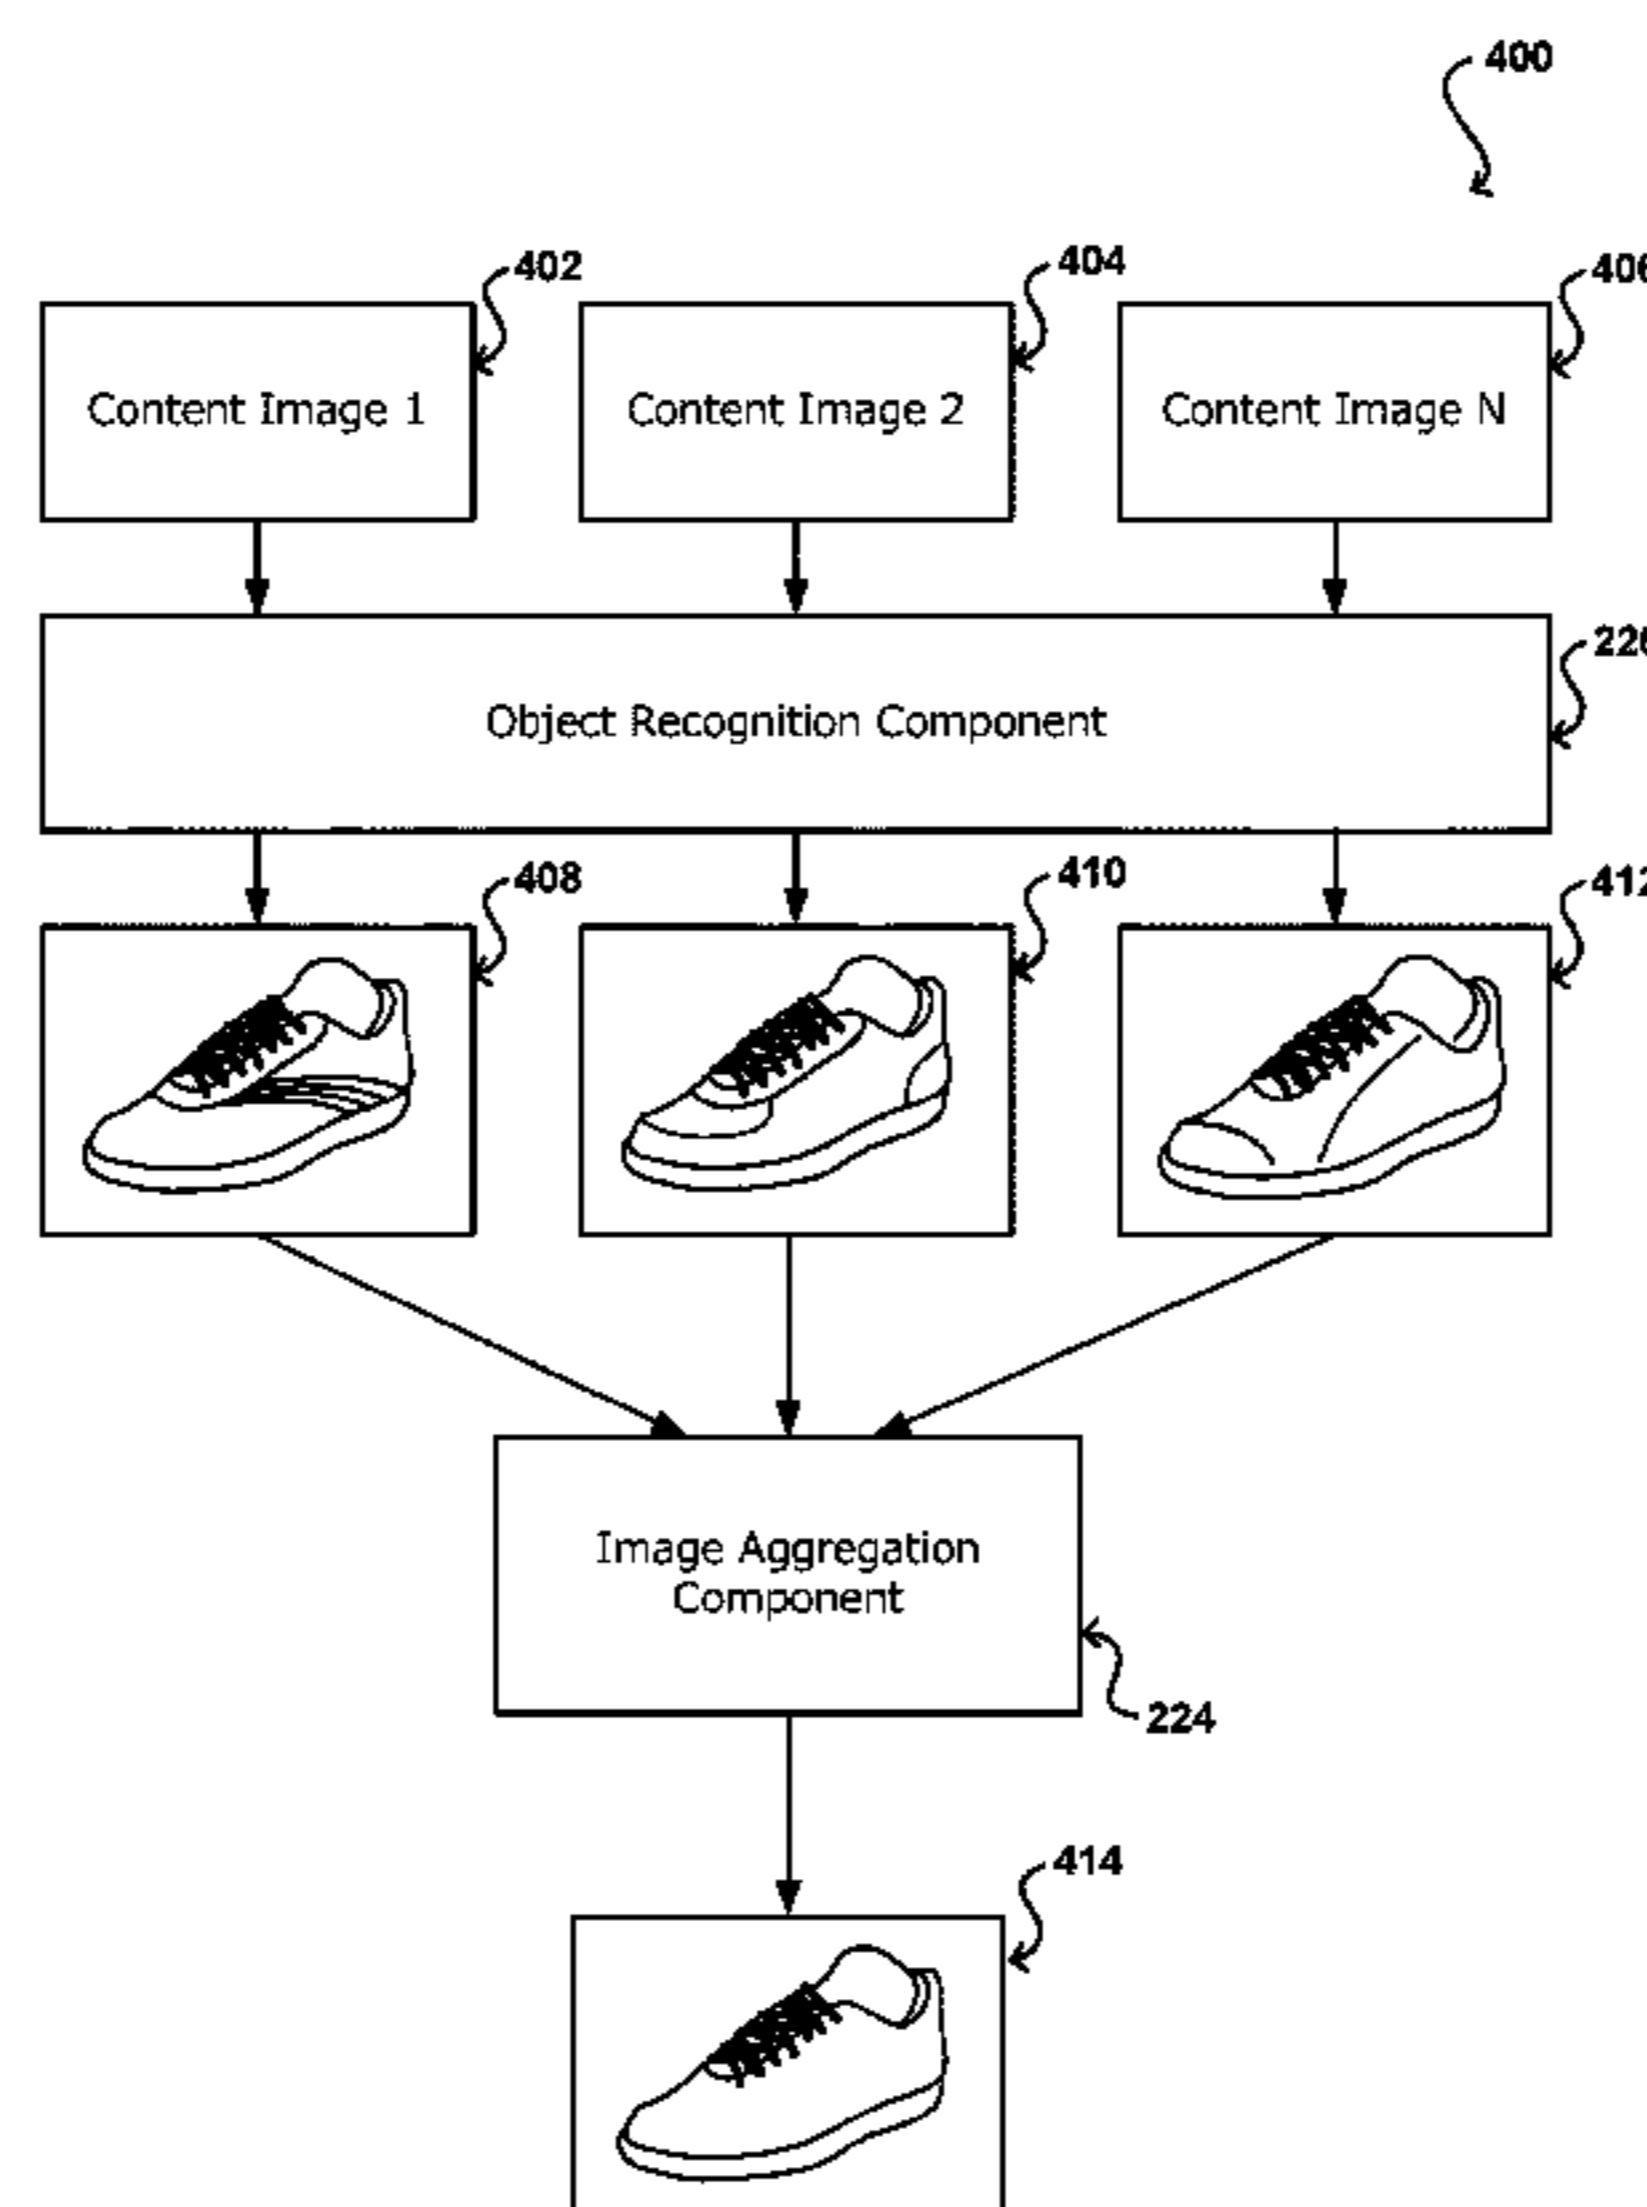 400
402
404
406
Content Image 1
Content Image 2
Content Image N
Object Recognition Component
408
410
Image Aggregation
Component
224
414